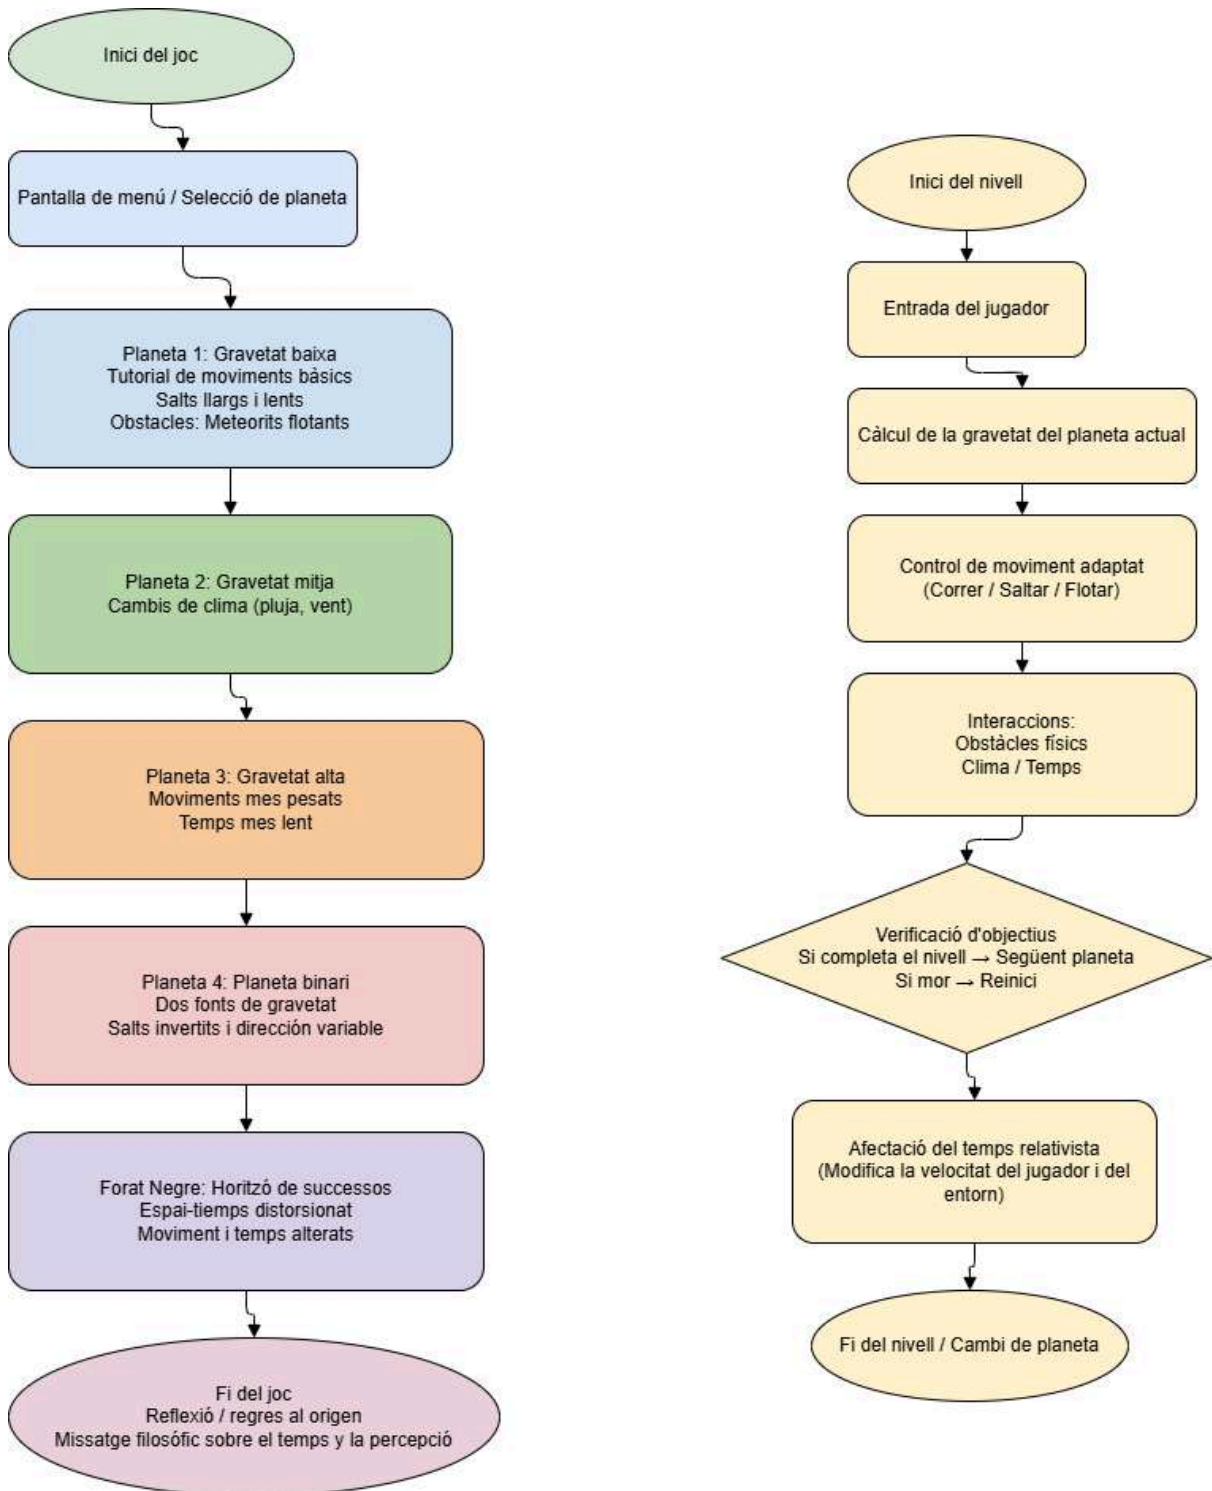 Inici del joc
Pantalla de menú / Selecció de planeta
Planeta 1: Gravetat baixa
Tutorial de moviments bàsics
Salts llargs i lents
Obstacles: Meteorits flotants
Planeta 2: Gravetat mitja
Cambis de clima (pluja, vent)
Planeta 3: Gravetat alta
Moviments mes pesats
Temps mes lent
Planeta 4: Planeta binari
Dos fonts de gravetat
Salts invertits i dirección variable
Forat Negre: Horitzó de successos
Espai-tiemps distorsionat
Moviment i temps alterats
Fi del joc
Reflexió / regres al origen
Missatge filosófic sobre el temps y la percepció
Inici del nivell
Entrada del jugador
Càlcul de la gravetat del planeta actual
Control de moviment adaptat
(Correr / Saltar / Flotar)
Interaccions:
Obstàcles físics
Clima / Temps
Verificació d'objectius
Si completa el nivell → Següent planeta
Si mor → Reinici
Afectació del temps relativista
(Modifica la velocitat del jugador i del
entorn)
Fi del nivell / Cambi de planeta